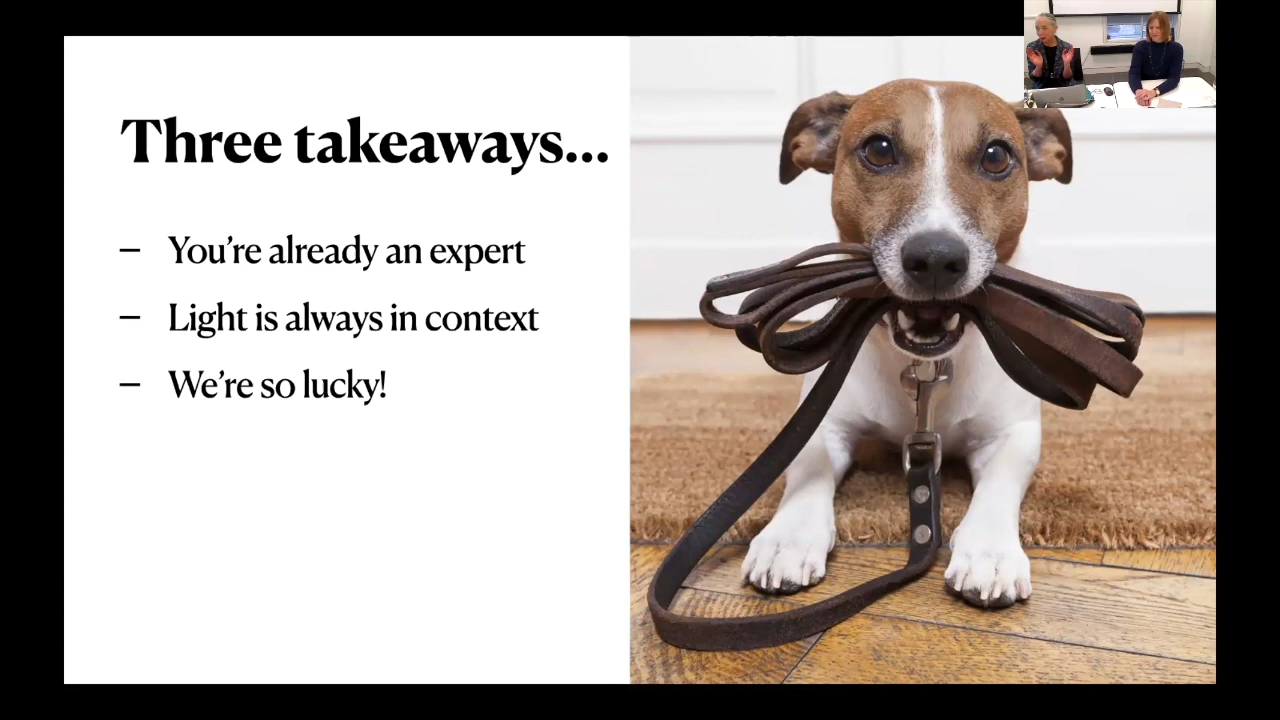 Three takeaways...
– You're already an expert
– Light is always in context
– We're so lucky!